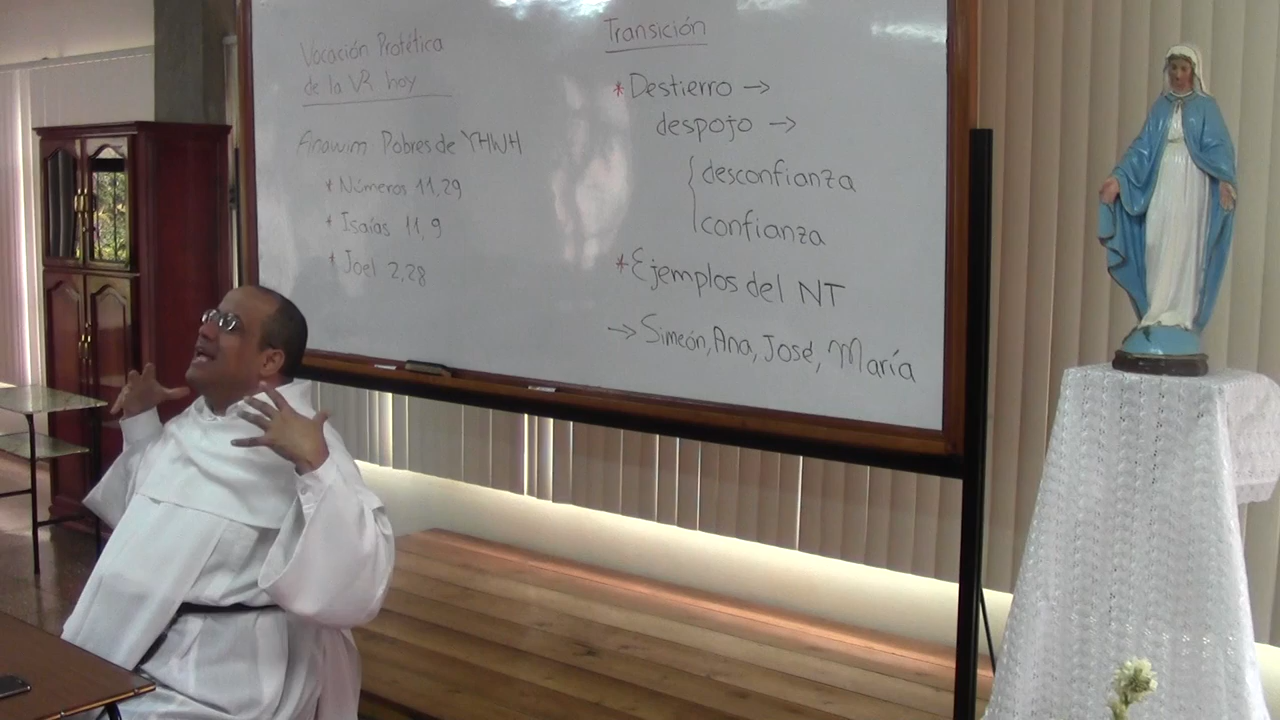 Vocación Profética
de la VR hoy
Anawim Pobres de YHWH
* Números 11,29
* Isaías 11,9
* Joel 2,28
Transición
* Destierro →
despojo →
{ desconfianza
confianza
* Ejemplos del NT
→ Simeón, Ana, José, María